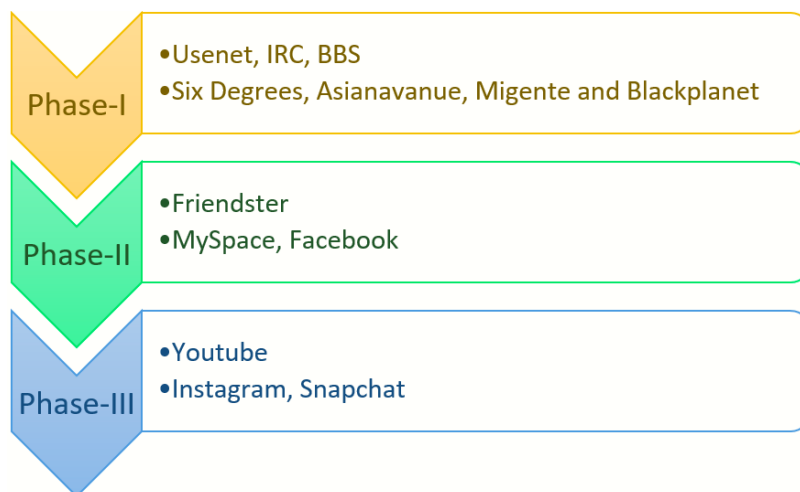 Phase-I
•Usenet, IRC, BBS
•Six Degrees, Asianavanue, Migente and Blackplanet
Phase-II
•Friendster
•MySpace, Facebook
Phase-III
•Youtube
•Instagram, Snapchat